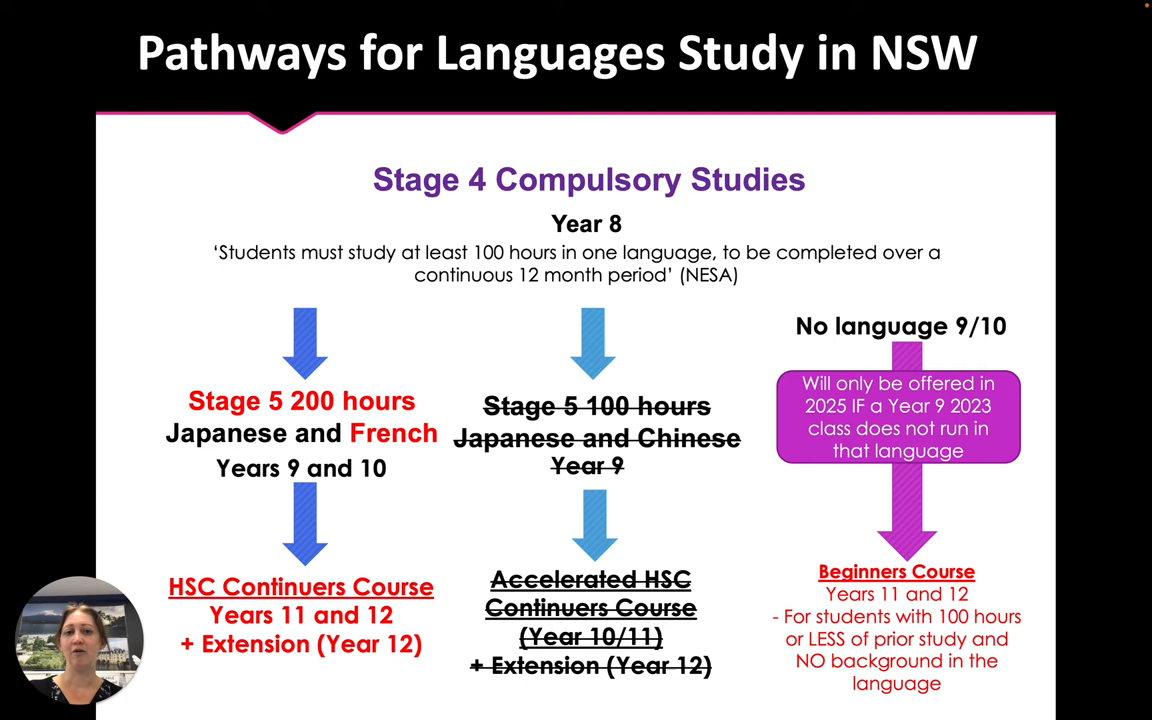 Pathways for Languages Study in NSW
Stage 4 Compulsory Studies
Year 8
‘Students must study at least 100 hours in one language, to be completed over a
continuous 12 month period’ (NESA)
Stage 5 200 hours
Japanese and French
Years 9 and 10
HSC Continuers Course
Years 11 and 12
+ Extension (Year 12)
Stage 5 100 hours
Japanese and Chinese
Year 9
Accelerated HSC
Continuers Course
(Year 10/11)
+ Extension (Year 12)
No language 9/10
Will only be offered in
2025 IF a Year 9 2023
class does not run in
that language
Beginners Course
Years 11 and 12
- For students with 100 hours
or LESS of prior study and
NO background in the
language